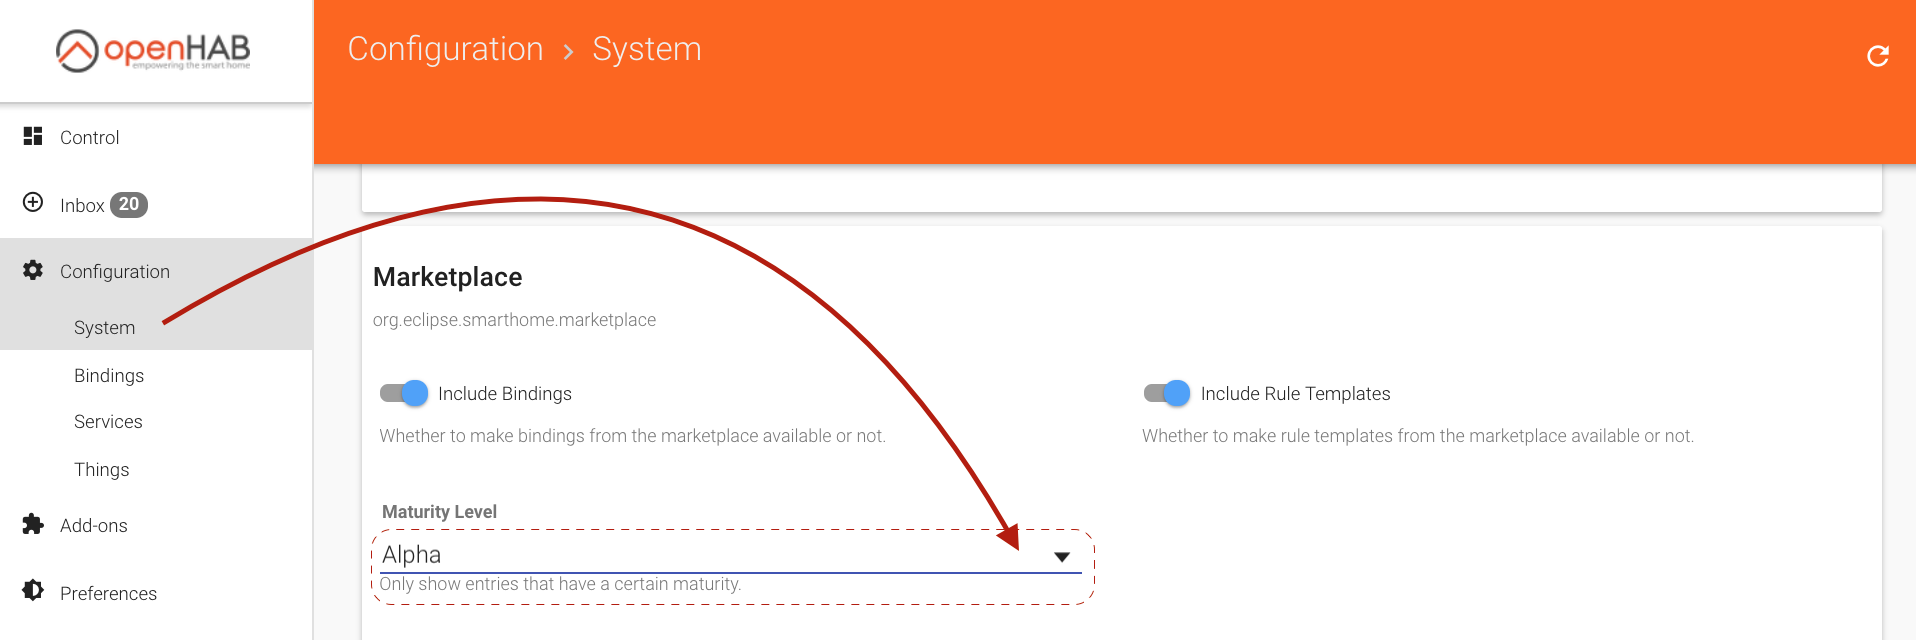 openHAB
empowering the smart home
Configuration > System
Control
Inbox 20
Configuration
System
Bindings
Services
Things
Add-ons
Preferences
Marketplace
org.eclipse.smarthome.marketplace
Include Bindings
Whether to make bindings from the marketplace available or not.
Include Rule Templates
Whether to make rule templates from the marketplace available or not.
Maturity Level
Alpha
Only show entries that have a certain maturity.